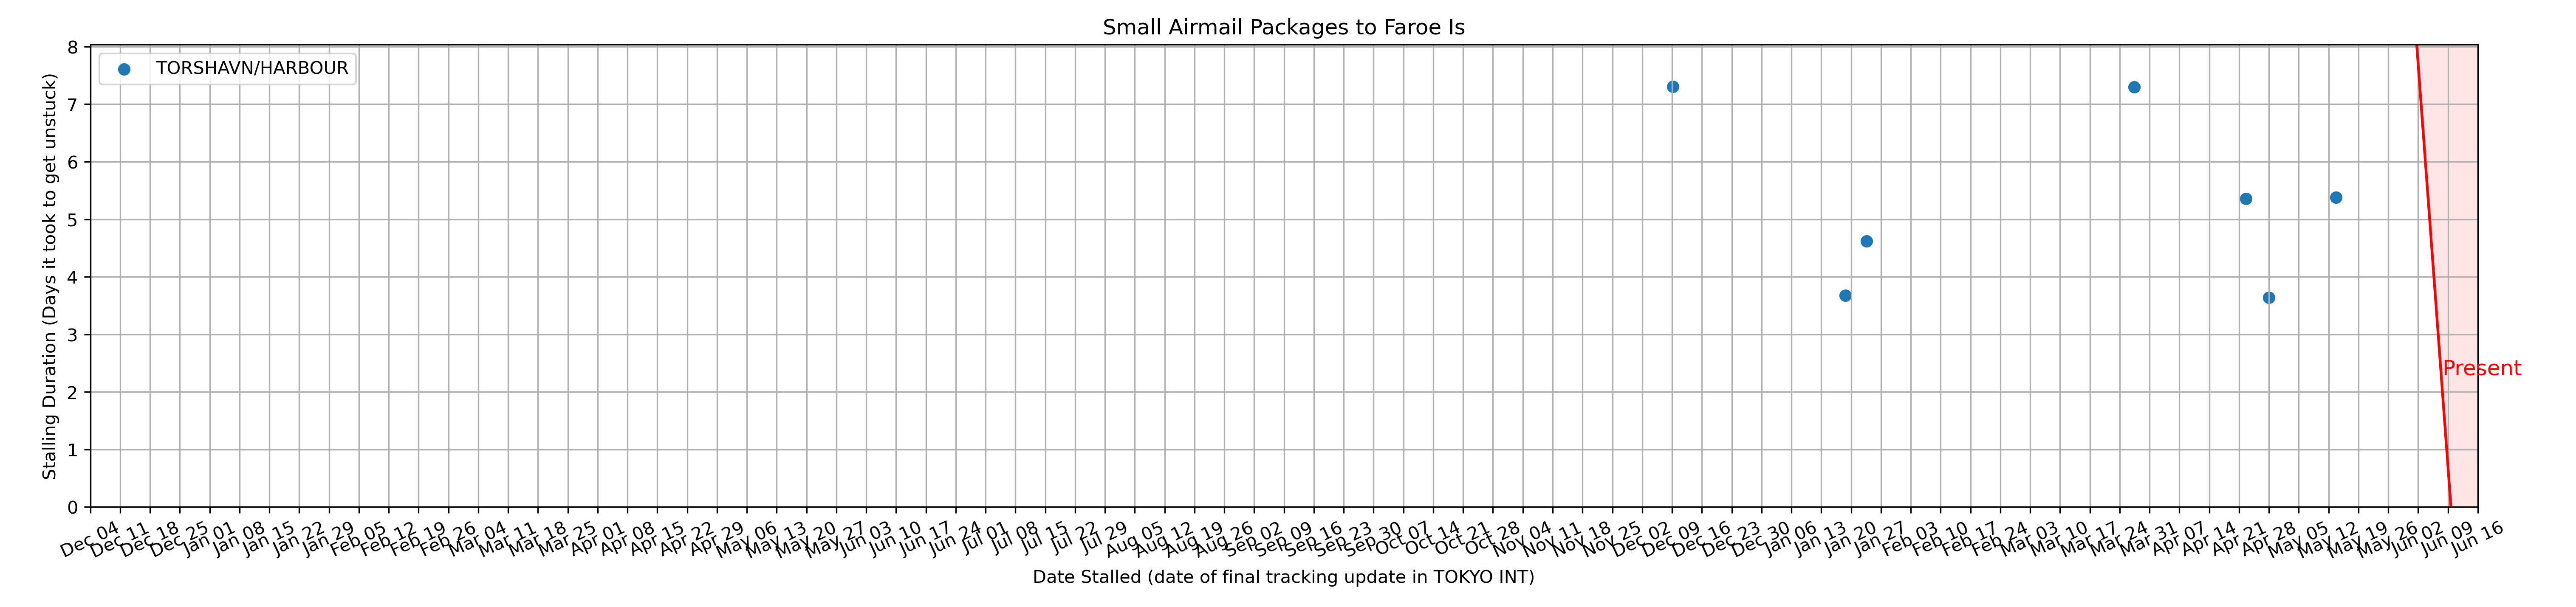 Small Airmail Packages to Faroe Is
TORSHAVN/HARBOUR
Stalling Duration (Days it took to get unstuck)
8
7
6
5
4
3
2
1
0
Present
Dec 04
Dec 11
Dec 18
Dec 25
Jan 01
Jan 08
Jan 15
Jan 22
Jan 29
Feb 05
Feb 12
Feb 19
Feb 26
Mar 04
Mar 11
Mar 18
Mar 25
Apr 01
Apr 08
Apr 15
Apr 22
Apr 29
May 06
May 13
May 20
May 27
Jun 03
Jun 10
Jun 17
Jun 24
Jul 01
Jul 08
Jul 15
Jul 22
Jul 29
Aug 05
Aug 12
Aug 19
Aug 26
Sep 02
Sep 09
Sep 16
Sep 23
Sep 30
Oct 07
Oct 14
Oct 21
Oct 28
Nov 04
Nov 11
Nov 18
Nov 25
Dec 02
Dec 09
Dec 16
Dec 23
Dec 30
Jan 06
Jan 13
Jan 20
Jan 27
Feb 03
Feb 10
Feb 17
Feb 24
Mar 03
Mar 10
Mar 17
Mar 24
Mar 31
Apr 07
Apr 14
Apr 21
Apr 28
May 05
May 12
May 19
May 26
Jun 02
Jun 09
Jun 16
Date Stalled (date of final tracking update in TOKYO INT)